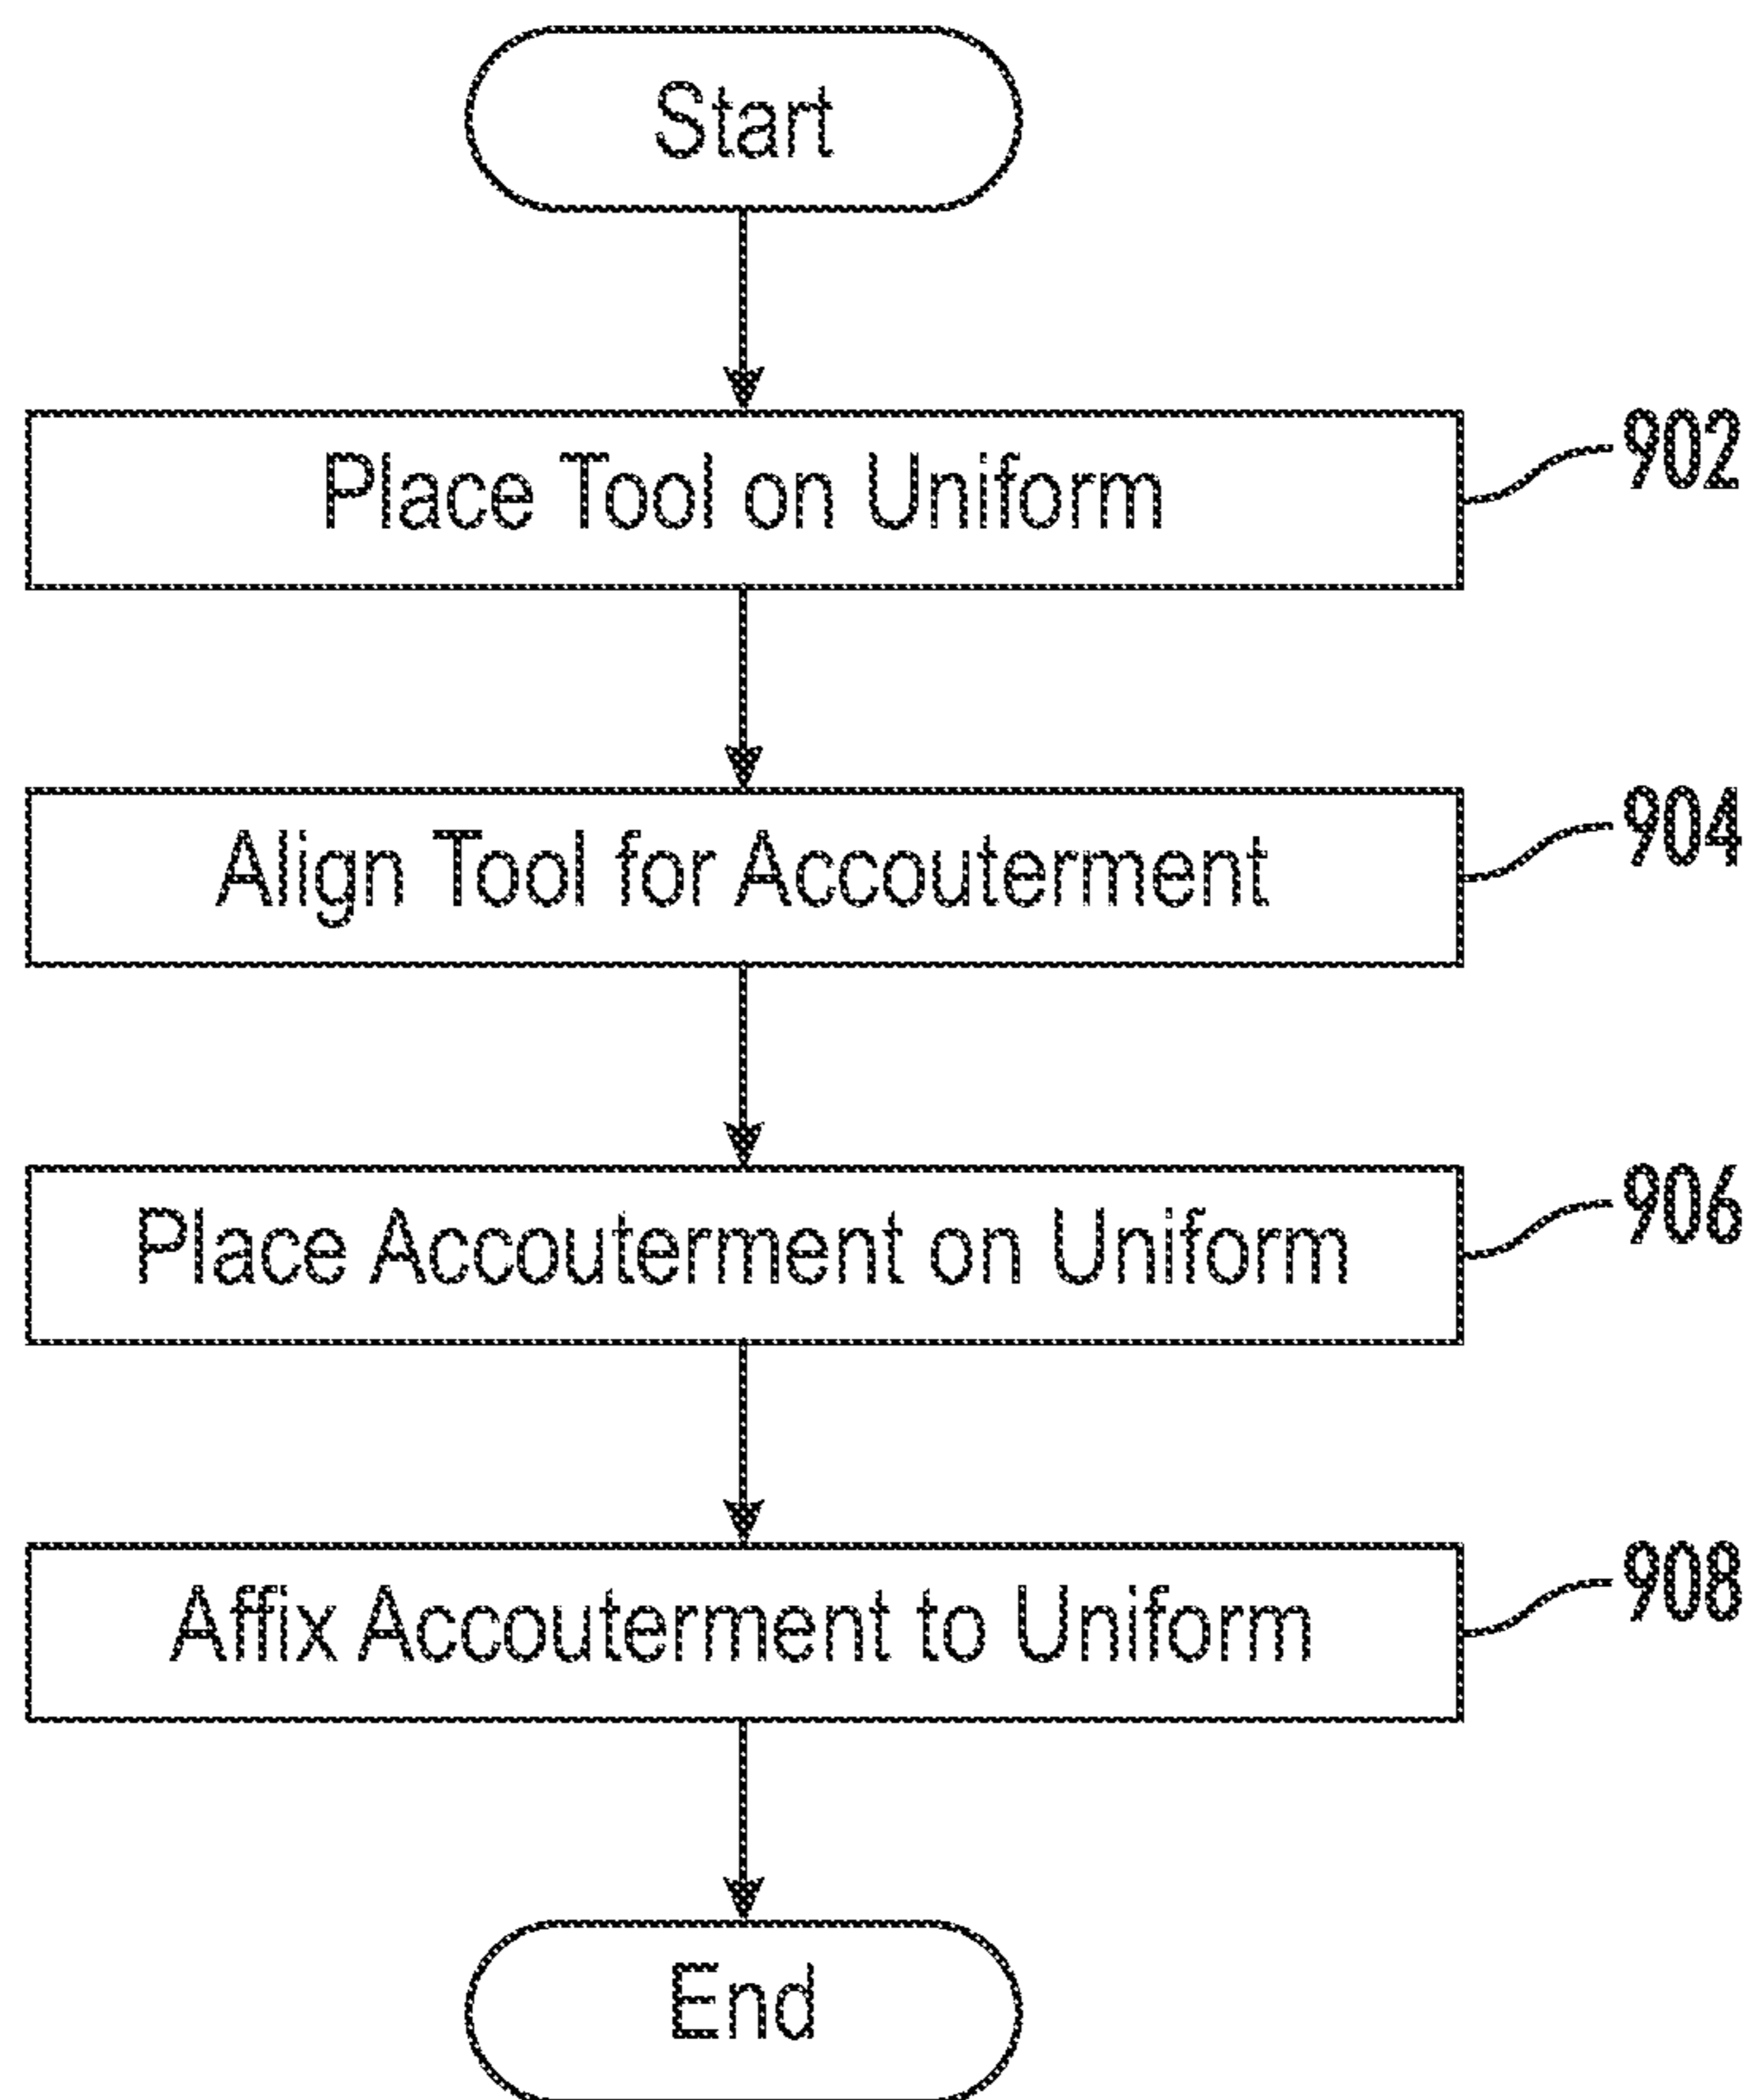 Start
Place Tool on Uniform
902
Align Tool for Accouterment
904
Place Accouterment on Uniform
906
Affix Accouterment to Uniform
908
End